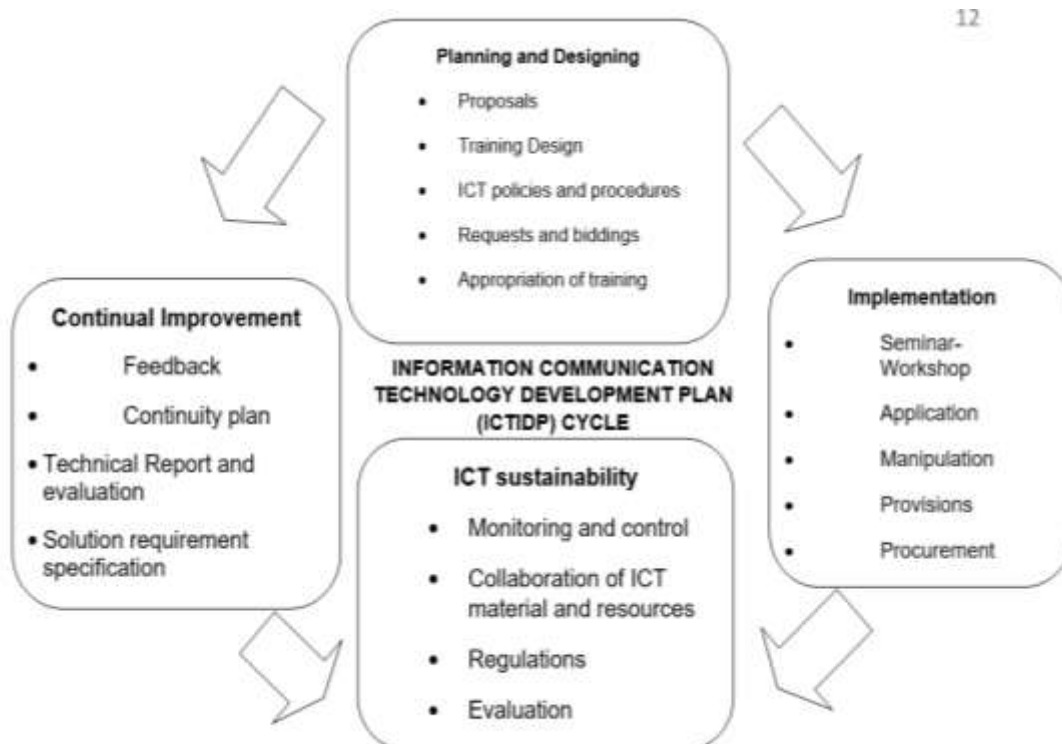 12
Planning and Designing
• Proposals
• Training Design
• ICT policies and procedures
• Requests and biddings
• Appropriation of training
Continual Improvement
• Feedback
• Continuity plan
• Technical Report and
evaluation
• Solution requirement
specification
INFORMATION COMMUNICATION
TECHNOLOGY DEVELOPMENT PLAN
(ICTIDP) CYCLE
Implementation
• Seminar-
Workshop
• Application
• Manipulation
• Provisions
• Procurement
ICT sustainability
• Monitoring and control
• Collaboration of ICT
material and resources
• Regulations
• Evaluation